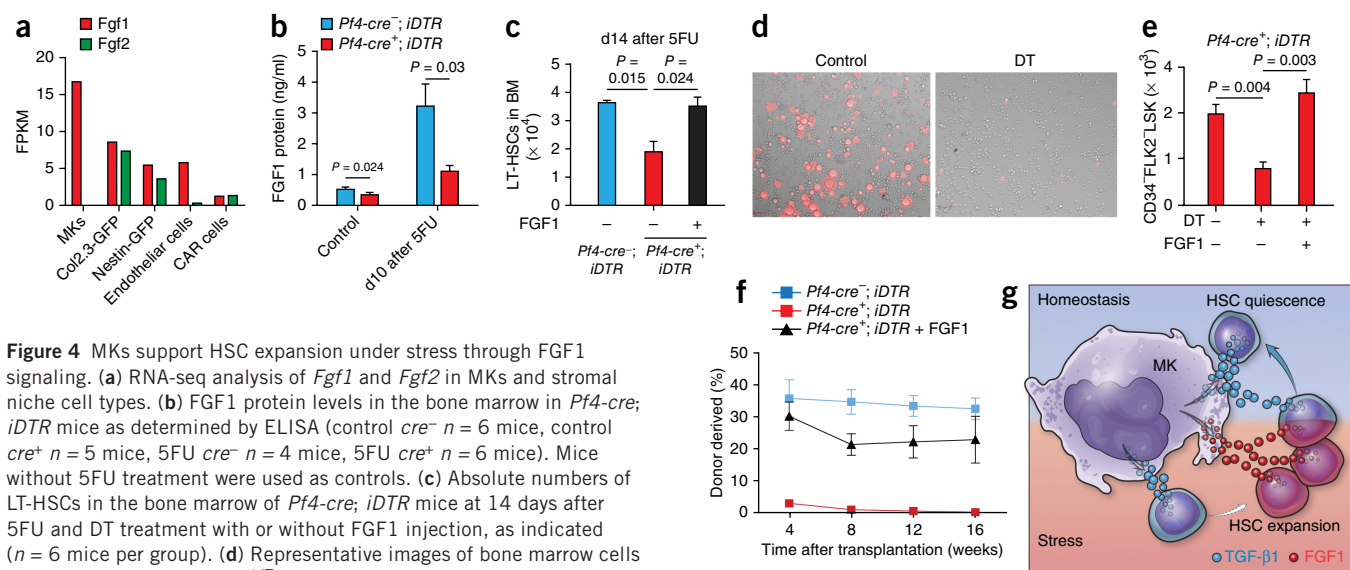 a
Fgf1
Fgf2
FPKM
20
15
10
5
0
MKs
Col2.3-GFP
Nestin-GFP
Endotheliar cells
CAR cells
b
Pf4-cre–; iDTR
Pf4-cre+; iDTR
FGF1 protein (ng/ml)
5
4
3
2
1
0
P = 0.024
P = 0.03
Control
d10 after 5FU
c
d14 after 5FU
P = 0.015
P = 0.024
LT-HSCs in BM
(× 10⁴)
6
4
2
0
FGF1 – – +
Pf4-cre–; iDTR
Pf4-cre+; iDTR
d
Control
DT
e
Pf4-cre+; iDTR
P = 0.003
P = 0.004
CD34–FLK2–LSK (× 10³)
2
2
1
0
DT – + +
FGF1 – – +
f
Pf4-cre–; iDTR
Pf4-cre+; iDTR
Pf4-cre+; iDTR + FGF1
Donor derived (%)
50
40
30
20
10
0
4 8 12 16
Time after transplantation (weeks)
g
Homeostasis
HSC quiescence
MK
HSC expansion
Stress
TGF-β1 FGF1
Figure 4 MKs support HSC expansion under stress through FGF1
signaling. (a) RNA-seq analysis of Fgf1 and Fgf2 in MKs and stromal
niche cell types. (b) FGF1 protein levels in the bone marrow in Pf4-cre;
iDTR mice as determined by ELISA (control cre– n = 6 mice, control
cre+ n = 5 mice, 5FU cre– n = 4 mice, 5FU cre+ n = 6 mice). Mice
without 5FU treatment were used as controls. (c) Absolute numbers of
LT-HSCs in the bone marrow of Pf4-cre; iDTR mice at 14 days after
5FU and DT treatment with or without FGF1 injection, as indicated
(n = 6 mice per group). (d) Representative images of bone marrow cells